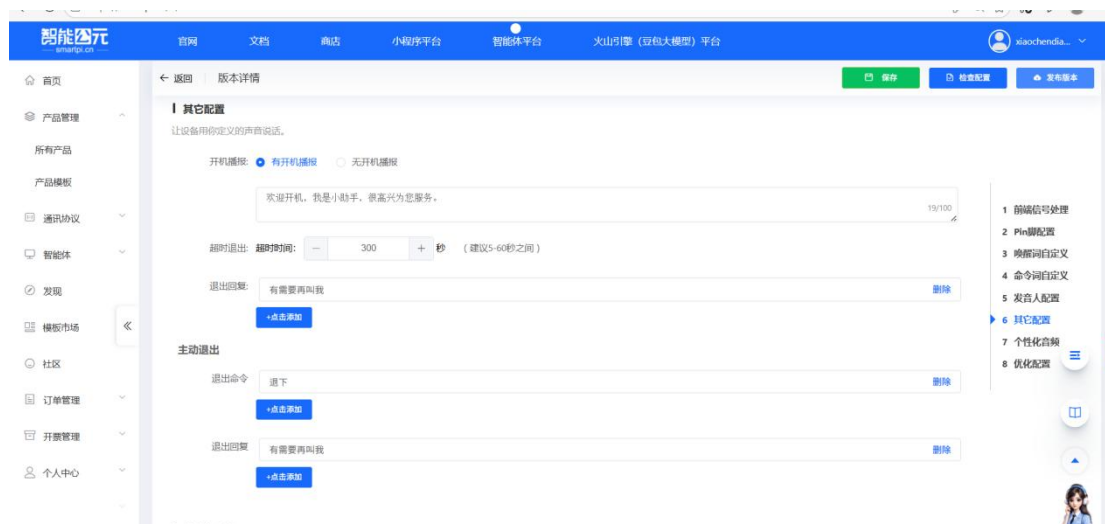 智能公元
smartpi.cn
官网 文档 商店 小程序平台 智能体平台 火山引擎（豆包大模型）平台 xiaochendia...
首页
产品管理
所有产品
产品模板
通讯协议
智能体
发现
模板市场
社区
订单管理
开票管理
个人中心
← 返回 版本详情 保存 检查配置 发布版本
其它配置
让设备用你定义的声音说话。
开机播报: 有开机播报 无开机播报
欢迎开机，我是小助手，很高兴为您服务。
19/100
超时退出: 超时时间: － 300 + 秒 (建议5-60秒之间)
退出回复: 有需要再叫我 删除
+点击添加
主动退出
退出命令 退下 删除
+点击添加
退出回复 有需要再叫我 删除
+点击添加
1 前端信号处理
2 Pin脚配置
3 唤醒词自定义
4 命令词自定义
5 发音人配置
6 其它配置
7 个性化音频
8 优化配置